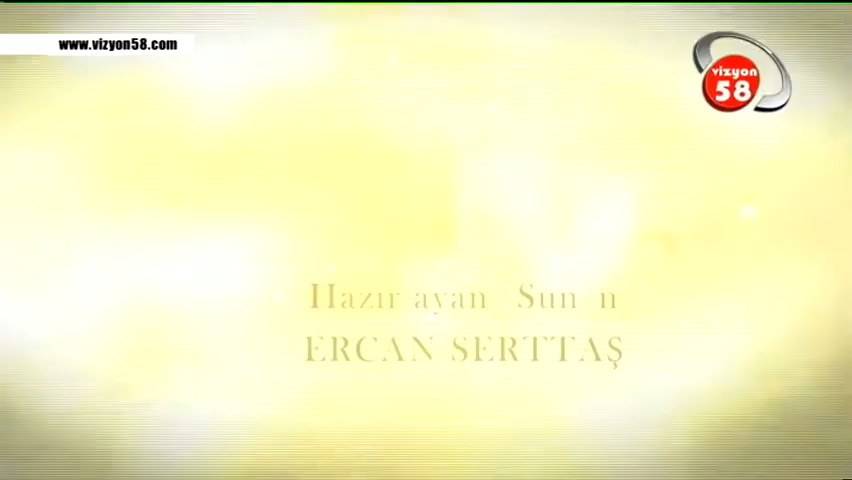 www.vizyon58.com
vizyon
58
Hazır ayan Sun n
ERCAN SERTTAŞ